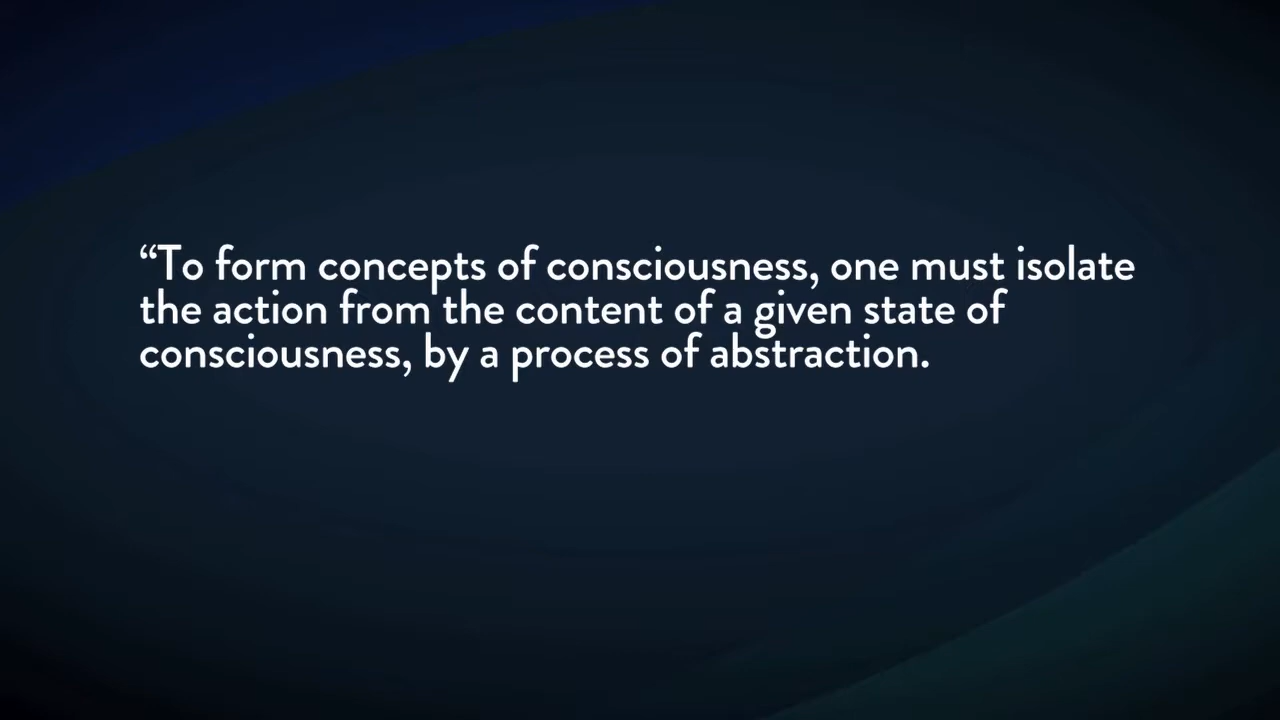 “To form concepts of consciousness, one must isolate
the action from the content of a given state of
consciousness, by a process of abstraction.